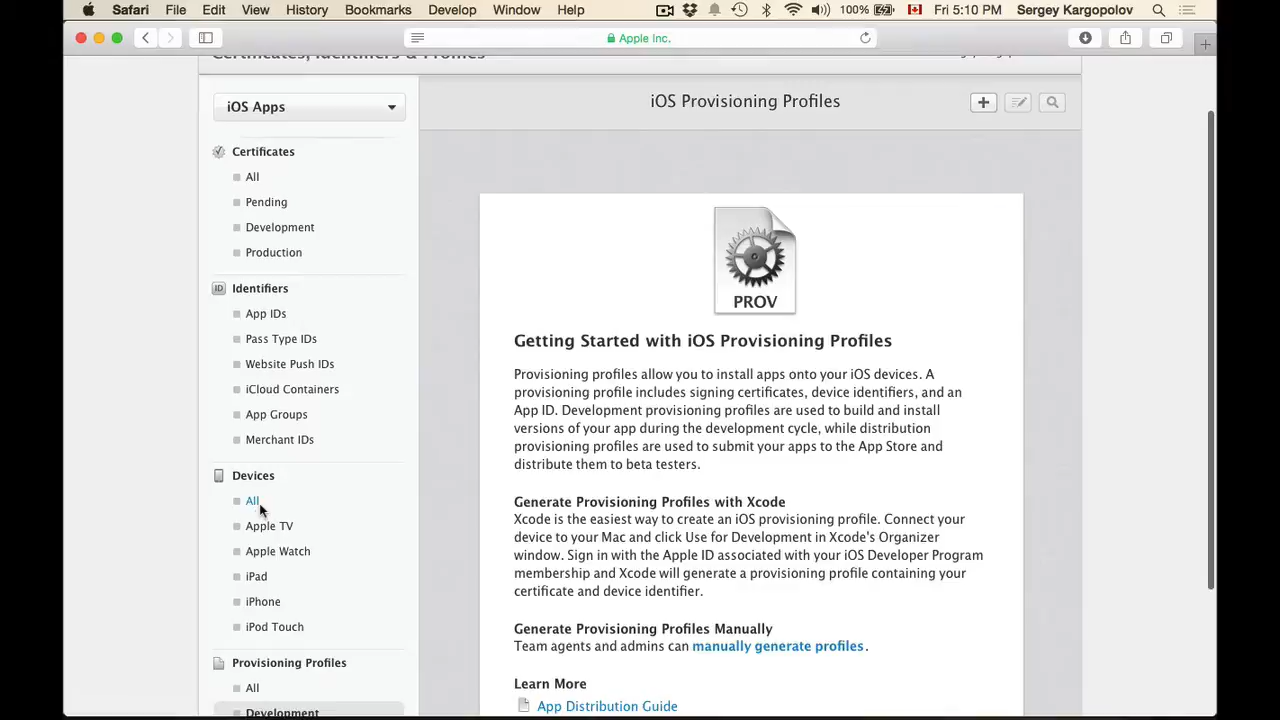 Safari File Edit View History Bookmarks Develop Window Help 100% Fri 5:10 PM Sergey Kargopolov
Apple Inc.
Certificates, Identifiers & Profiles
iOS Apps
iOS Provisioning Profiles
Certificates
All
Pending
Development
Production
ID Identifiers
App IDs
Pass Type IDs
Website Push IDs
iCloud Containers
App Groups
Merchant IDs
Devices
All
Apple TV
Apple Watch
iPad
iPhone
iPod Touch
Provisioning Profiles
All
Development
PROV
Getting Started with iOS Provisioning Profiles
Provisioning profiles allow you to install apps onto your iOS devices. A
provisioning profile includes signing certificates, device identifiers, and an
App ID. Development provisioning profiles are used to build and install
versions of your app during the development cycle, while distribution
provisioning profiles are used to submit your apps to the App Store and
distribute them to beta testers.
Generate Provisioning Profiles with Xcode
Xcode is the easiest way to create an iOS provisioning profile. Connect your
device to your Mac and click Use for Development in Xcode's Organizer
window. Sign in with the Apple ID associated with your iOS Developer Program
membership and Xcode will generate a provisioning profile containing your
certificate and device identifier.
Generate Provisioning Profiles Manually
Team agents and admins can manually generate profiles.
Learn More
App Distribution Guide